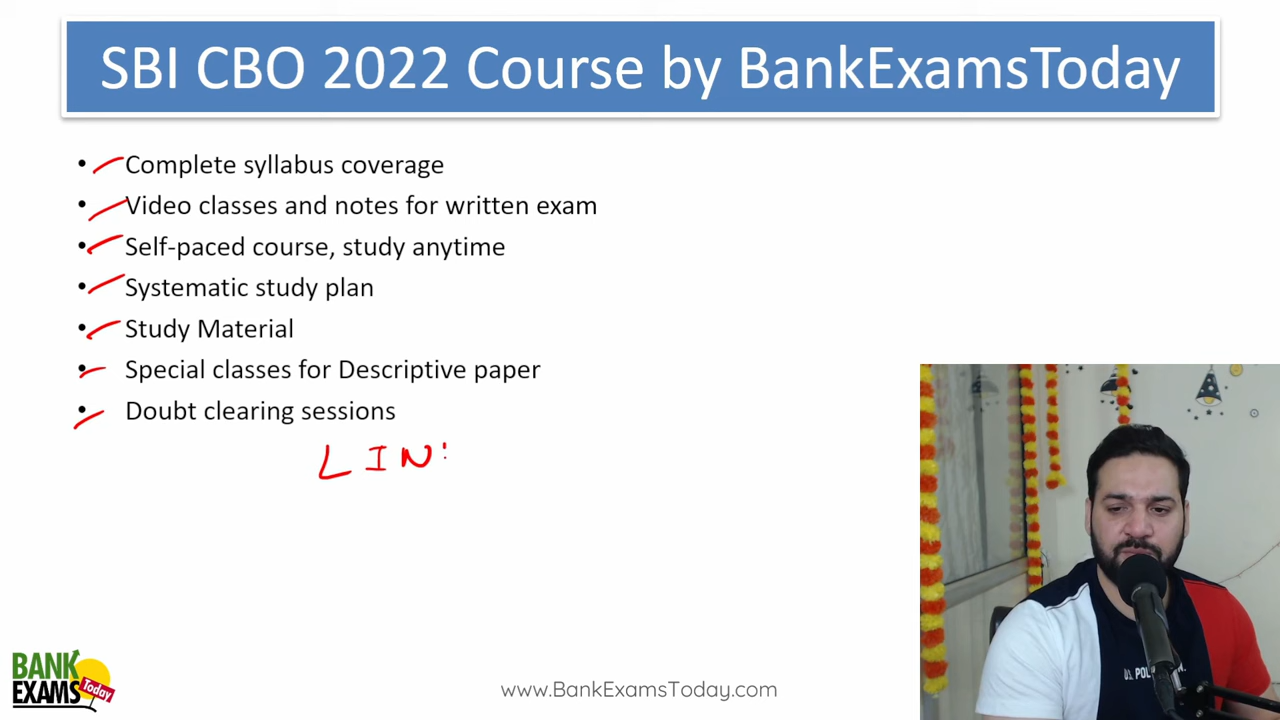 SBI CBO 2022 Course by BankExamsToday
• Complete syllabus coverage
• Video classes and notes for written exam
• Self-paced course, study anytime
• Systematic study plan
• Study Material
• Special classes for Descriptive paper
• Doubt clearing sessions
LIN
BANK
EXAMS Today
www.BankExamsToday.com